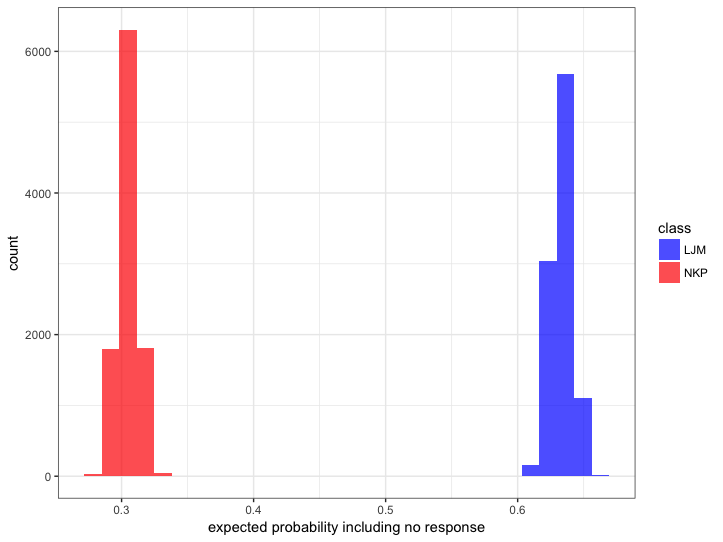 6000
4000
2000
0
count
0.3
0.4
0.5
0.6
expected probability including no response
class
LJM
NKP